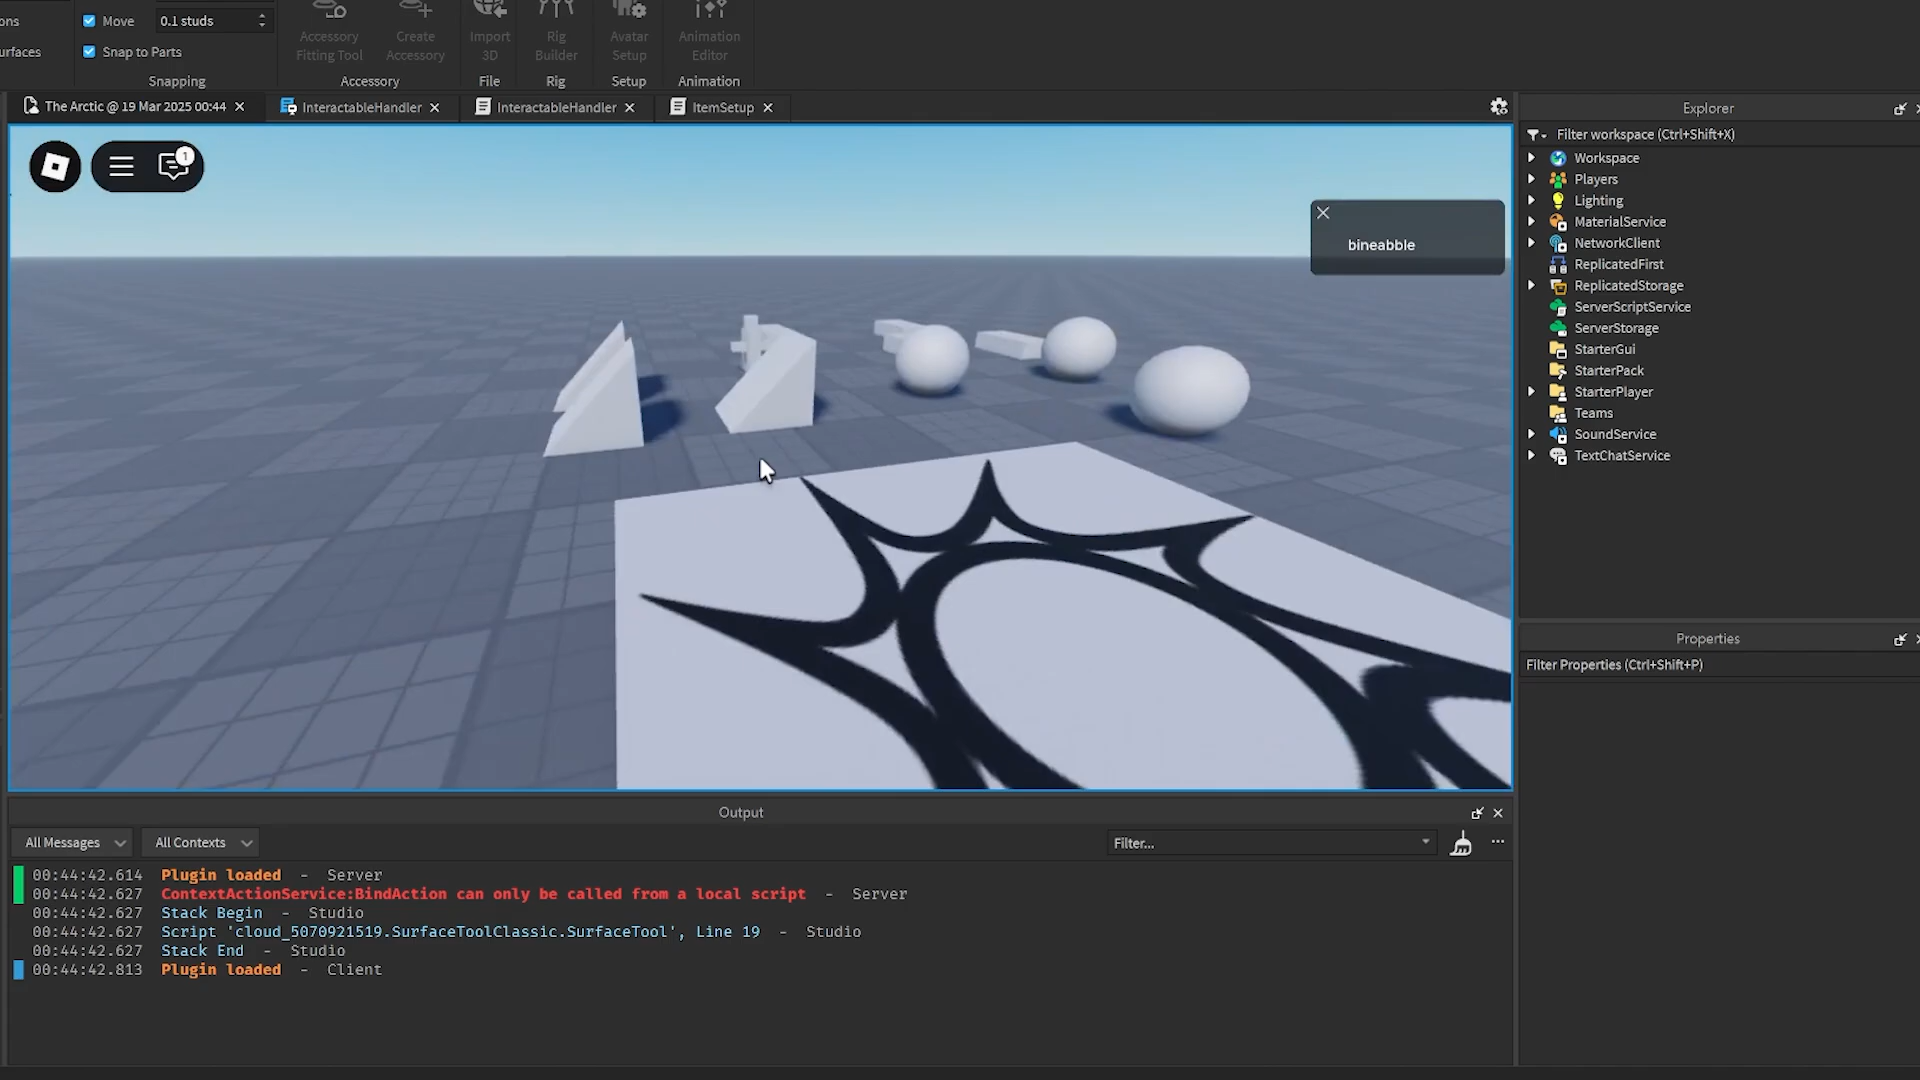 ons
Move
0.1 studs
urfaces
Snap to Parts
Snapping
Accessory
Fitting Tool
Create
Accessory
Accessory
Import
3D
File
Rig
Builder
Rig
Avatar
Setup
Setup
Animation
Editor
Animation
The Arctic @ 19 Mar 2025 00:44
InteractableHandler
InteractableHandler
ItemSetup
1
bineabble
Explorer
Filter workspace (Ctrl+Shift+X)
Workspace
Players
Lighting
MaterialService
NetworkClient
ReplicatedFirst
ReplicatedStorage
ServerScriptService
ServerStorage
StarterGui
StarterPack
StarterPlayer
Teams
SoundService
TextChatService
Properties
Filter Properties (Ctrl+Shift+P)
Output
All Messages
All Contexts
Filter...
00:44:42.614 Plugin loaded - Server
00:44:42.627 ContextActionService:BindAction can only be called from a local script - Server
00:44:42.627 Stack Begin - Studio
00:44:42.627 Script 'cloud_5070921519.SurfaceToolClassic.SurfaceTool', Line 19 - Studio
00:44:42.627 Stack End - Studio
00:44:42.813 Plugin loaded - Client